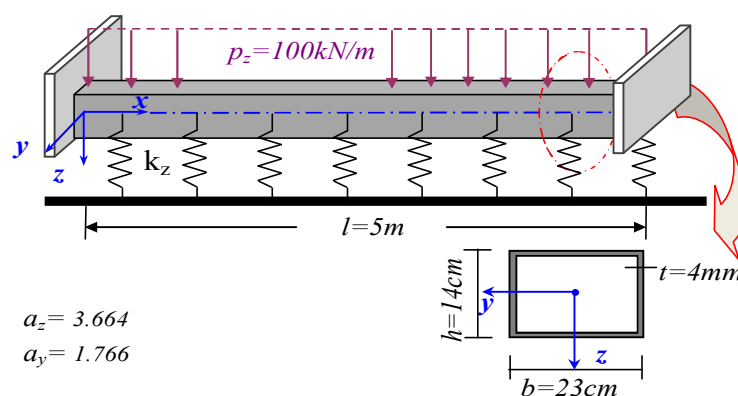 p_z=100kN/m
x
y
z
k_z
l=5m
t=4mm
h=14cm
y
z
a_z= 3.664
a_y= 1.766
b=23cm